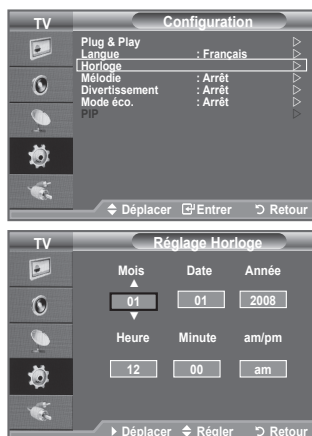 TV Configuration
Plug & Play
Langue : Français
Horloge
Mélodie : Arrêt
Divertissement : Arrêt
Mode éco. : Arrêt
PIP
Déplacer Entrer Retour
TV Réglage Horloge
Mois Date Année
01 01 2008
Heure Minute am/pm
12 00 am
Déplacer Régler Retour